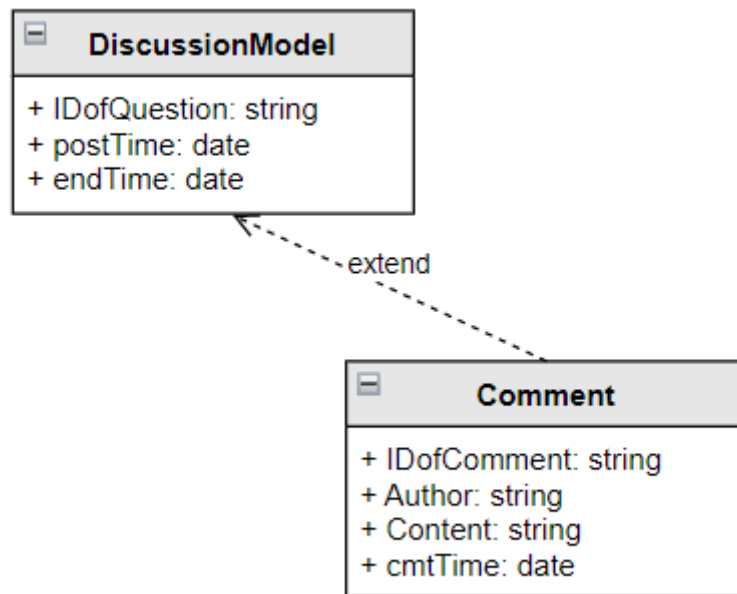 DiscussionModel
+ IDofQuestion: string
+ postTime: date
+ endTime: date
extend
Comment
+ IDofComment: string
+ Author: string
+ Content: string
+ cmtTime: date